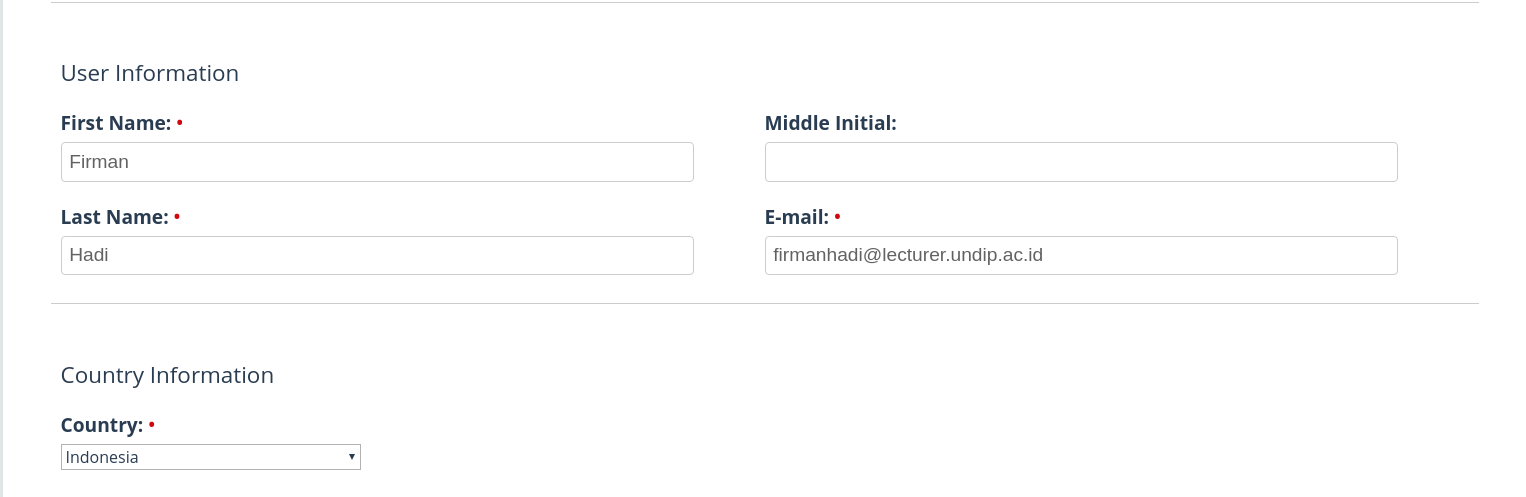 User Information
First Name: •
Middle Initial:
Firman
Last Name: •
E-mail: •
Hadi
firmanhadi@lecturer.undip.ac.id
Country Information
Country: •
Indonesia